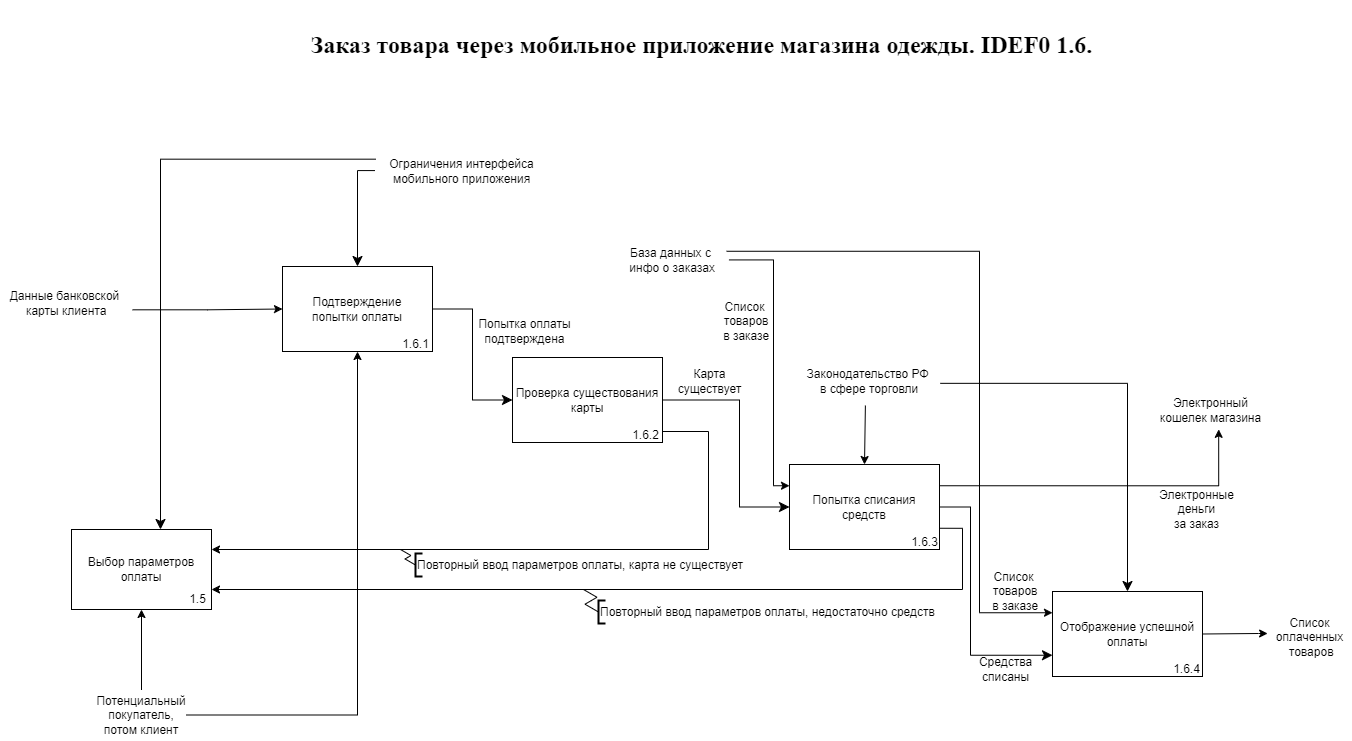 Заказ товара через мобильное приложение магазина одежды. IDEF0 1.6.
Ограничения интерфейса
мобильного приложения
База данных с
инфо о заказах
Данные банковской
карты клиента
Подтверждение
попытки оплаты
1.6.1
Попытка оплаты
подтверждена
Список
товаров
в заказе
Проверка существования
карты
1.6.2
Карта
существует
Законодательство РФ
в сфере торговли
Электронный
кошелек магазина
Попытка списания
средств
1.6.3
Электронные
деньги
за заказ
Выбор параметров
оплаты
1.5
Повторный ввод параметров оплаты, карта не существует
Повторный ввод параметров оплаты, недостаточно средств
Список
товаров
в заказе
Отображение успешной
оплаты
1.6.4
Список
оплаченных
товаров
Средства
списаны
Потенциальный
покупатель,
потом клиент